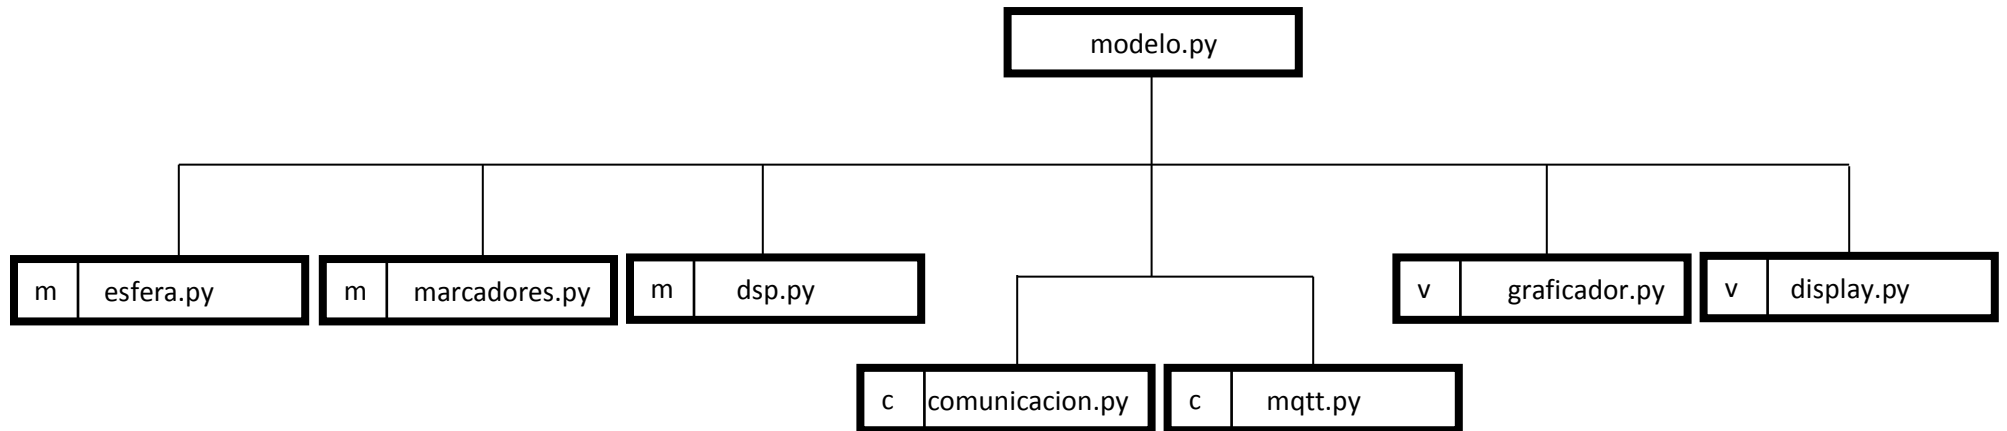 modelo.py
m esfera.py
m marcadores.py
m dsp.py
v graficador.py
v display.py
c comunicacion.py
c mqtt.py